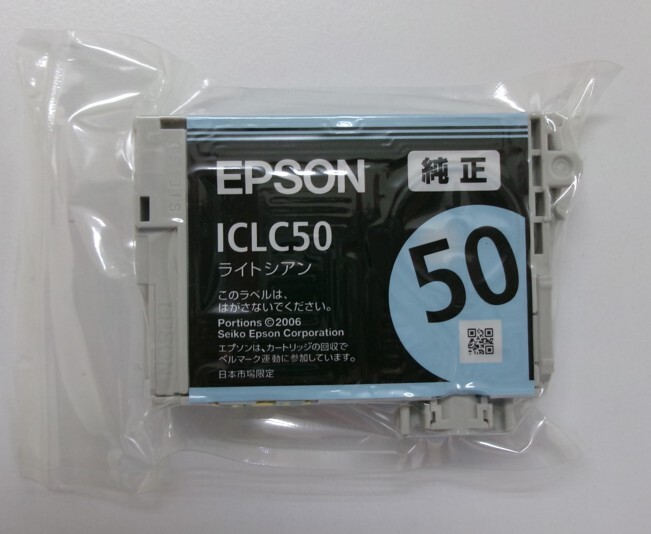 EPSON
純正
ICLC50
ライトシアン
50
このラベルは、
はがさないでください。
Portions ©2006
Seiko Epson Corporation
エプソンは、カートリッジの回収で
ベルマーク運動に参加しています。
日本市場限定